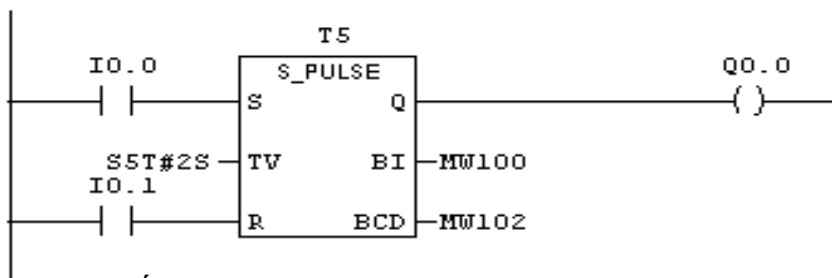 T5
I0.0 S_PULSE Q0.0
S Q
S5T#2S TV BI MW100
I0.1
R BCD MW102